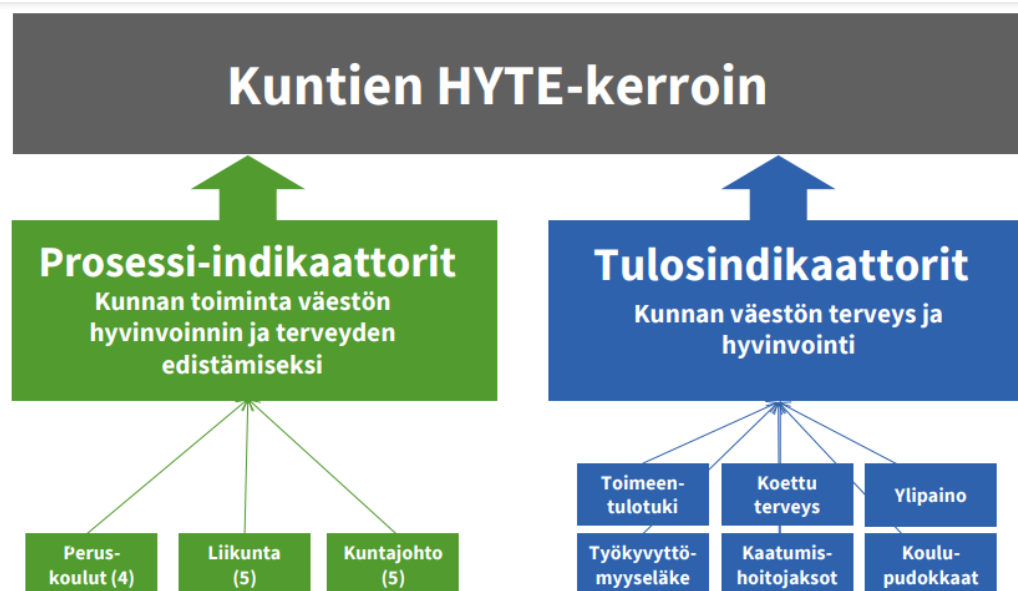 Kuntien HYTE-kerroin
Prosessi-indikaattorit
Kunnan toiminta väestön
hyvinvoinnin ja terveyden
edistämiseksi
Tulosindikaattorit
Kunnan väestön terveys ja
hyvinvointi
Toimeen-
tulotuki
Koettu
terveys
Ylipaino
Perus-
koulut (4)
Liikunta
(5)
Kuntajohto
(5)
Työkyvyttö-
myyseläke
Kaatumis-
hoitojaksot
Koulu-
pudokkaat